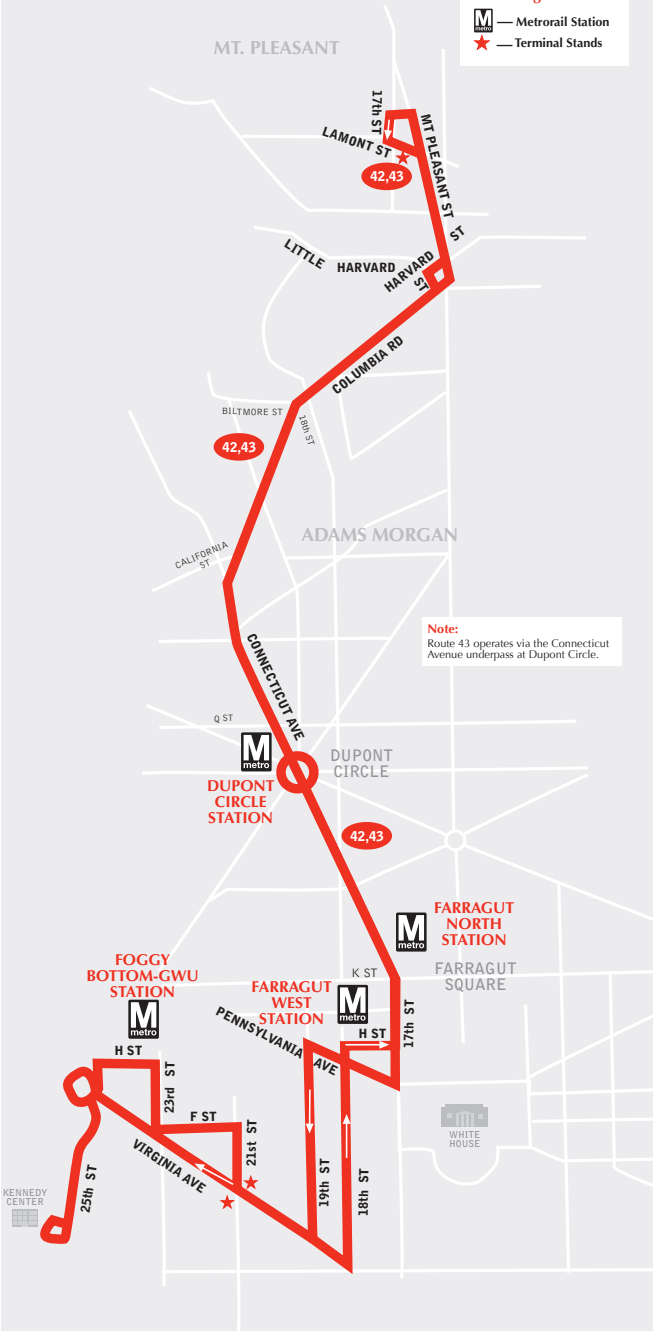 M
metro
— Metrorail Station
— Terminal Stands
MT. PLEASANT
17th ST
LAMONT ST
MT PLEASANT ST
42,43
LITTLE
HARVARD
HARVARD
ST
ST
COLUMBIA RD
BILTMORE ST
18th ST
42,43
ADAMS MORGAN
CALIFORNIA
ST
Note:
Route 43 operates via the Connecticut
Avenue underpass at Dupont Circle.
CONNECTICUT AVE
Q ST
M
metro
DUPONT
CIRCLE
DUPONT
CIRCLE
STATION
42,43
M
metro
FARRAGUT
NORTH
STATION
FARRAGUT
SQUARE
K ST
FOGGY
BOTTOM-GWU
STATION
M
metro
FARRAGUT
WEST
STATION
M
metro
PENNSYLVANIA AVE
H ST
17th ST
H ST
23rd ST
F ST
21st ST
VIRGINIA AVE
25th ST
19th ST
18th ST
WHITE
HOUSE
KENNEDY
CENTER